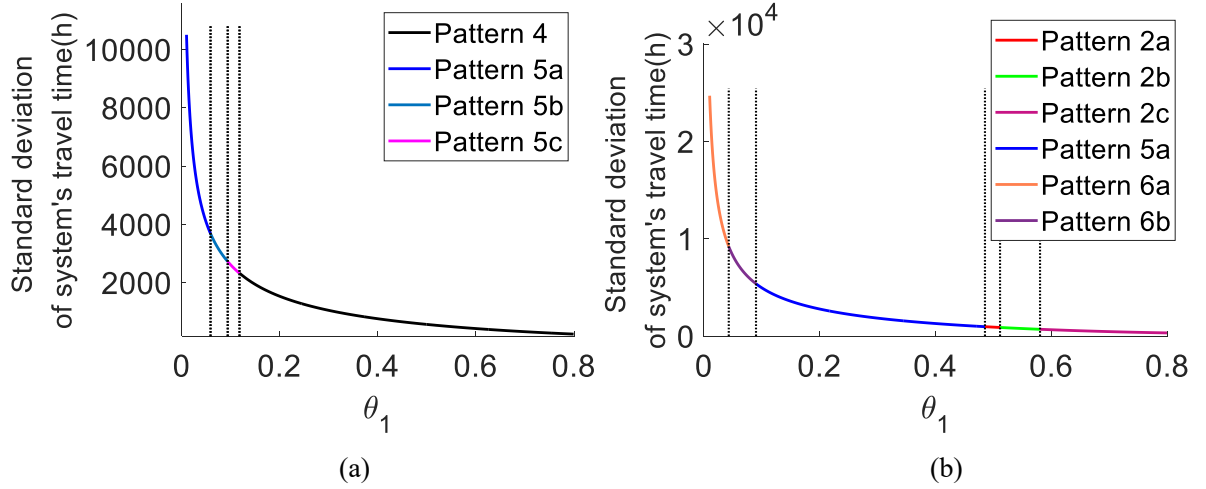 Standard deviation
of system's travel time(h)
10000
8000
6000
4000
2000
0
0.2
0.4
0.6
0.8
θ1
Pattern 4
Pattern 5a
Pattern 5b
Pattern 5c
(a)
Standard deviation
of system's travel time(h)
×10^4
3
2
1
0
0
0.2
0.4
0.6
0.8
θ1
Pattern 2a
Pattern 2b
Pattern 2c
Pattern 5a
Pattern 6a
Pattern 6b
(b)